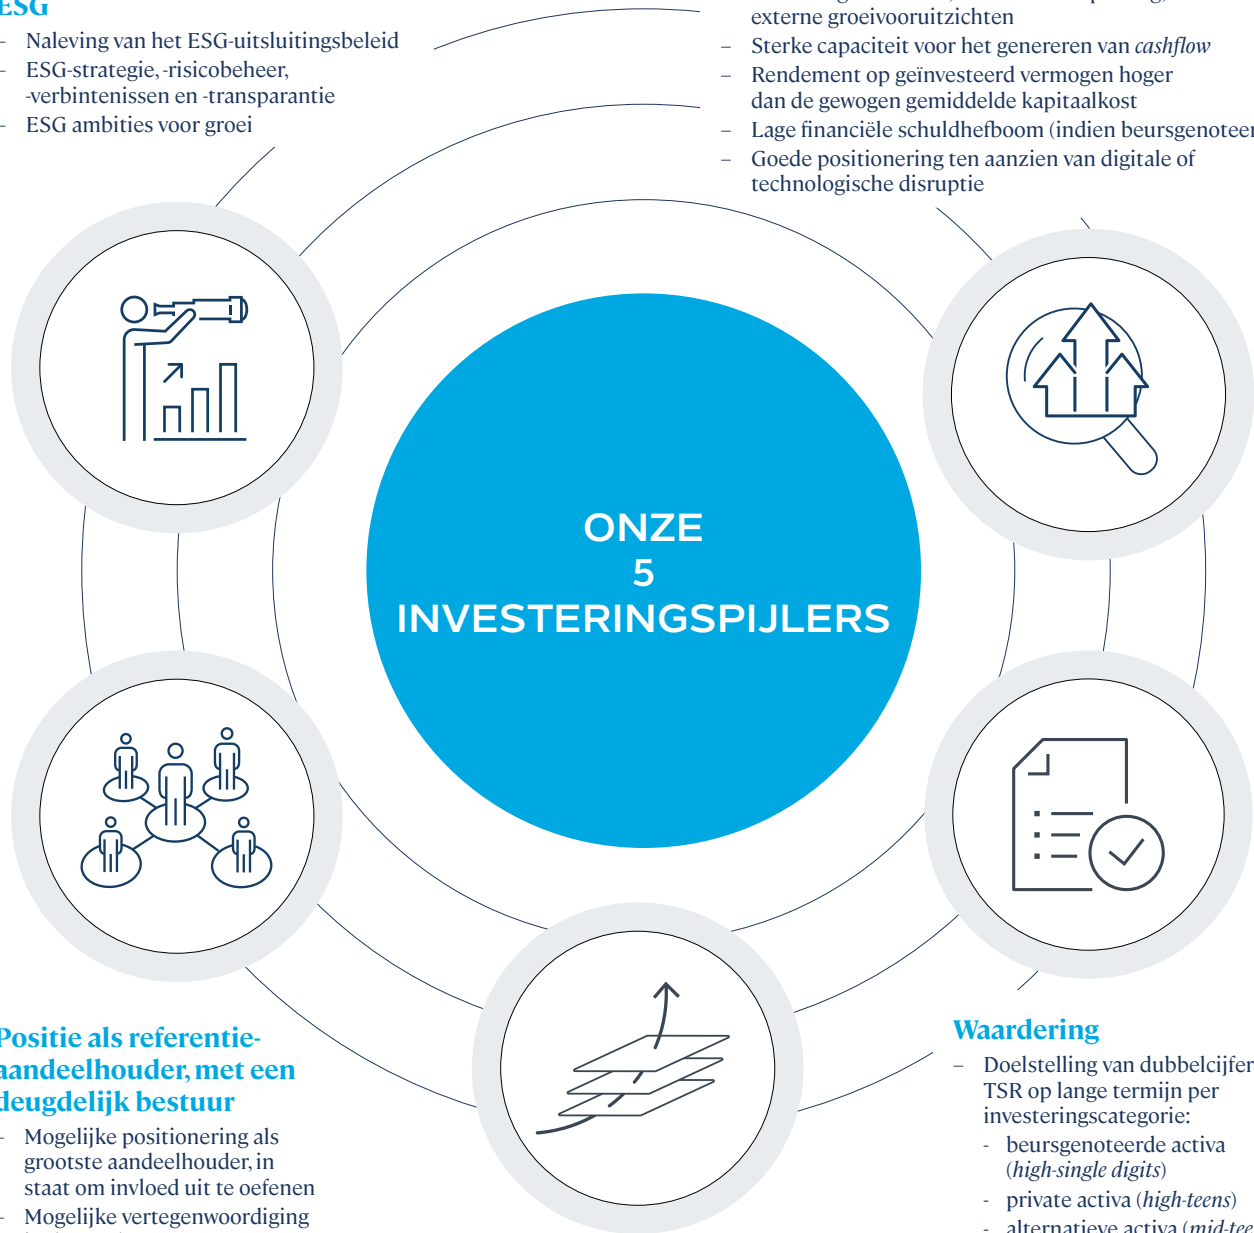 ESG
– Naleving van het ESG-uitsluitingsbeleid
– ESG-strategie, -risicobeheer,
-verbintenissen en -transparantie
– ESG ambities voor groei
externe groeivooruitzichten
– Sterke capaciteit voor het genereren van cashflow
– Rendement op geïnvesteerd vermogen hoger
dan de gewogen gemiddelde kapitaalkost
– Lage financiële schuldhefboom (indien beursgenoteer
– Goede positionering ten aanzien van digitale of
technologische disruptie
ONZE
5
INVESTERINGSPIJLERS
Positie als referentie-
aandeelhouder, met een
deugdelijk bestuur
– Mogelijke positionering als
grootste aandeelhouder, in
staat om invloed uit te oefenen
– Mogelijke vertegenwoordiging
Waardering
– Doelstelling van dubbelcijfer
TSR op lange termijn per
investeringscategorie:
- beursgenoteerde activa
(high-single digits)
- private activa (high-teens)
- alternatieve activa (mid-tee